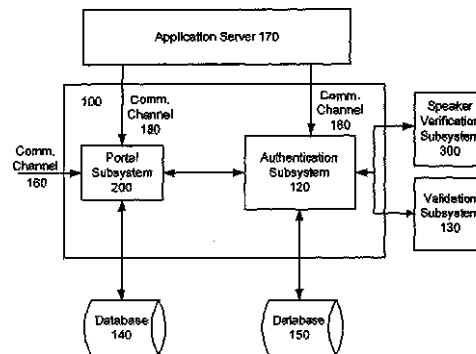 Application Server 170
100
Comm.
Channel
180
Comm.
Channel
180
Speaker
Verification
Subsystem
300
Comm.
Channel
160
Portal
Subsystem
200
Authentication
Subsystem
120
Validation
Subsystem
130
Database
140
Database
150